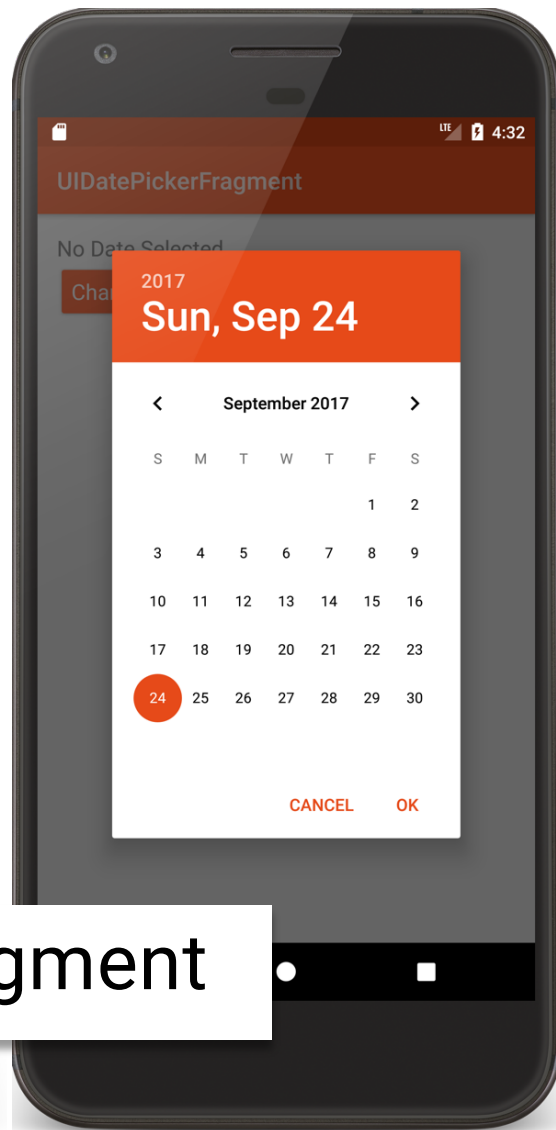 LTE 4:32
UIDatePickerFragment
No Date Selected
Cha
2017
Sun, Sep 24
September 2017
S M T W T F S
1 2
3 4 5 6 7 8 9
10 11 12 13 14 15 16
17 18 19 20 21 22 23
24 25 26 27 28 29 30
CANCEL OK
gment